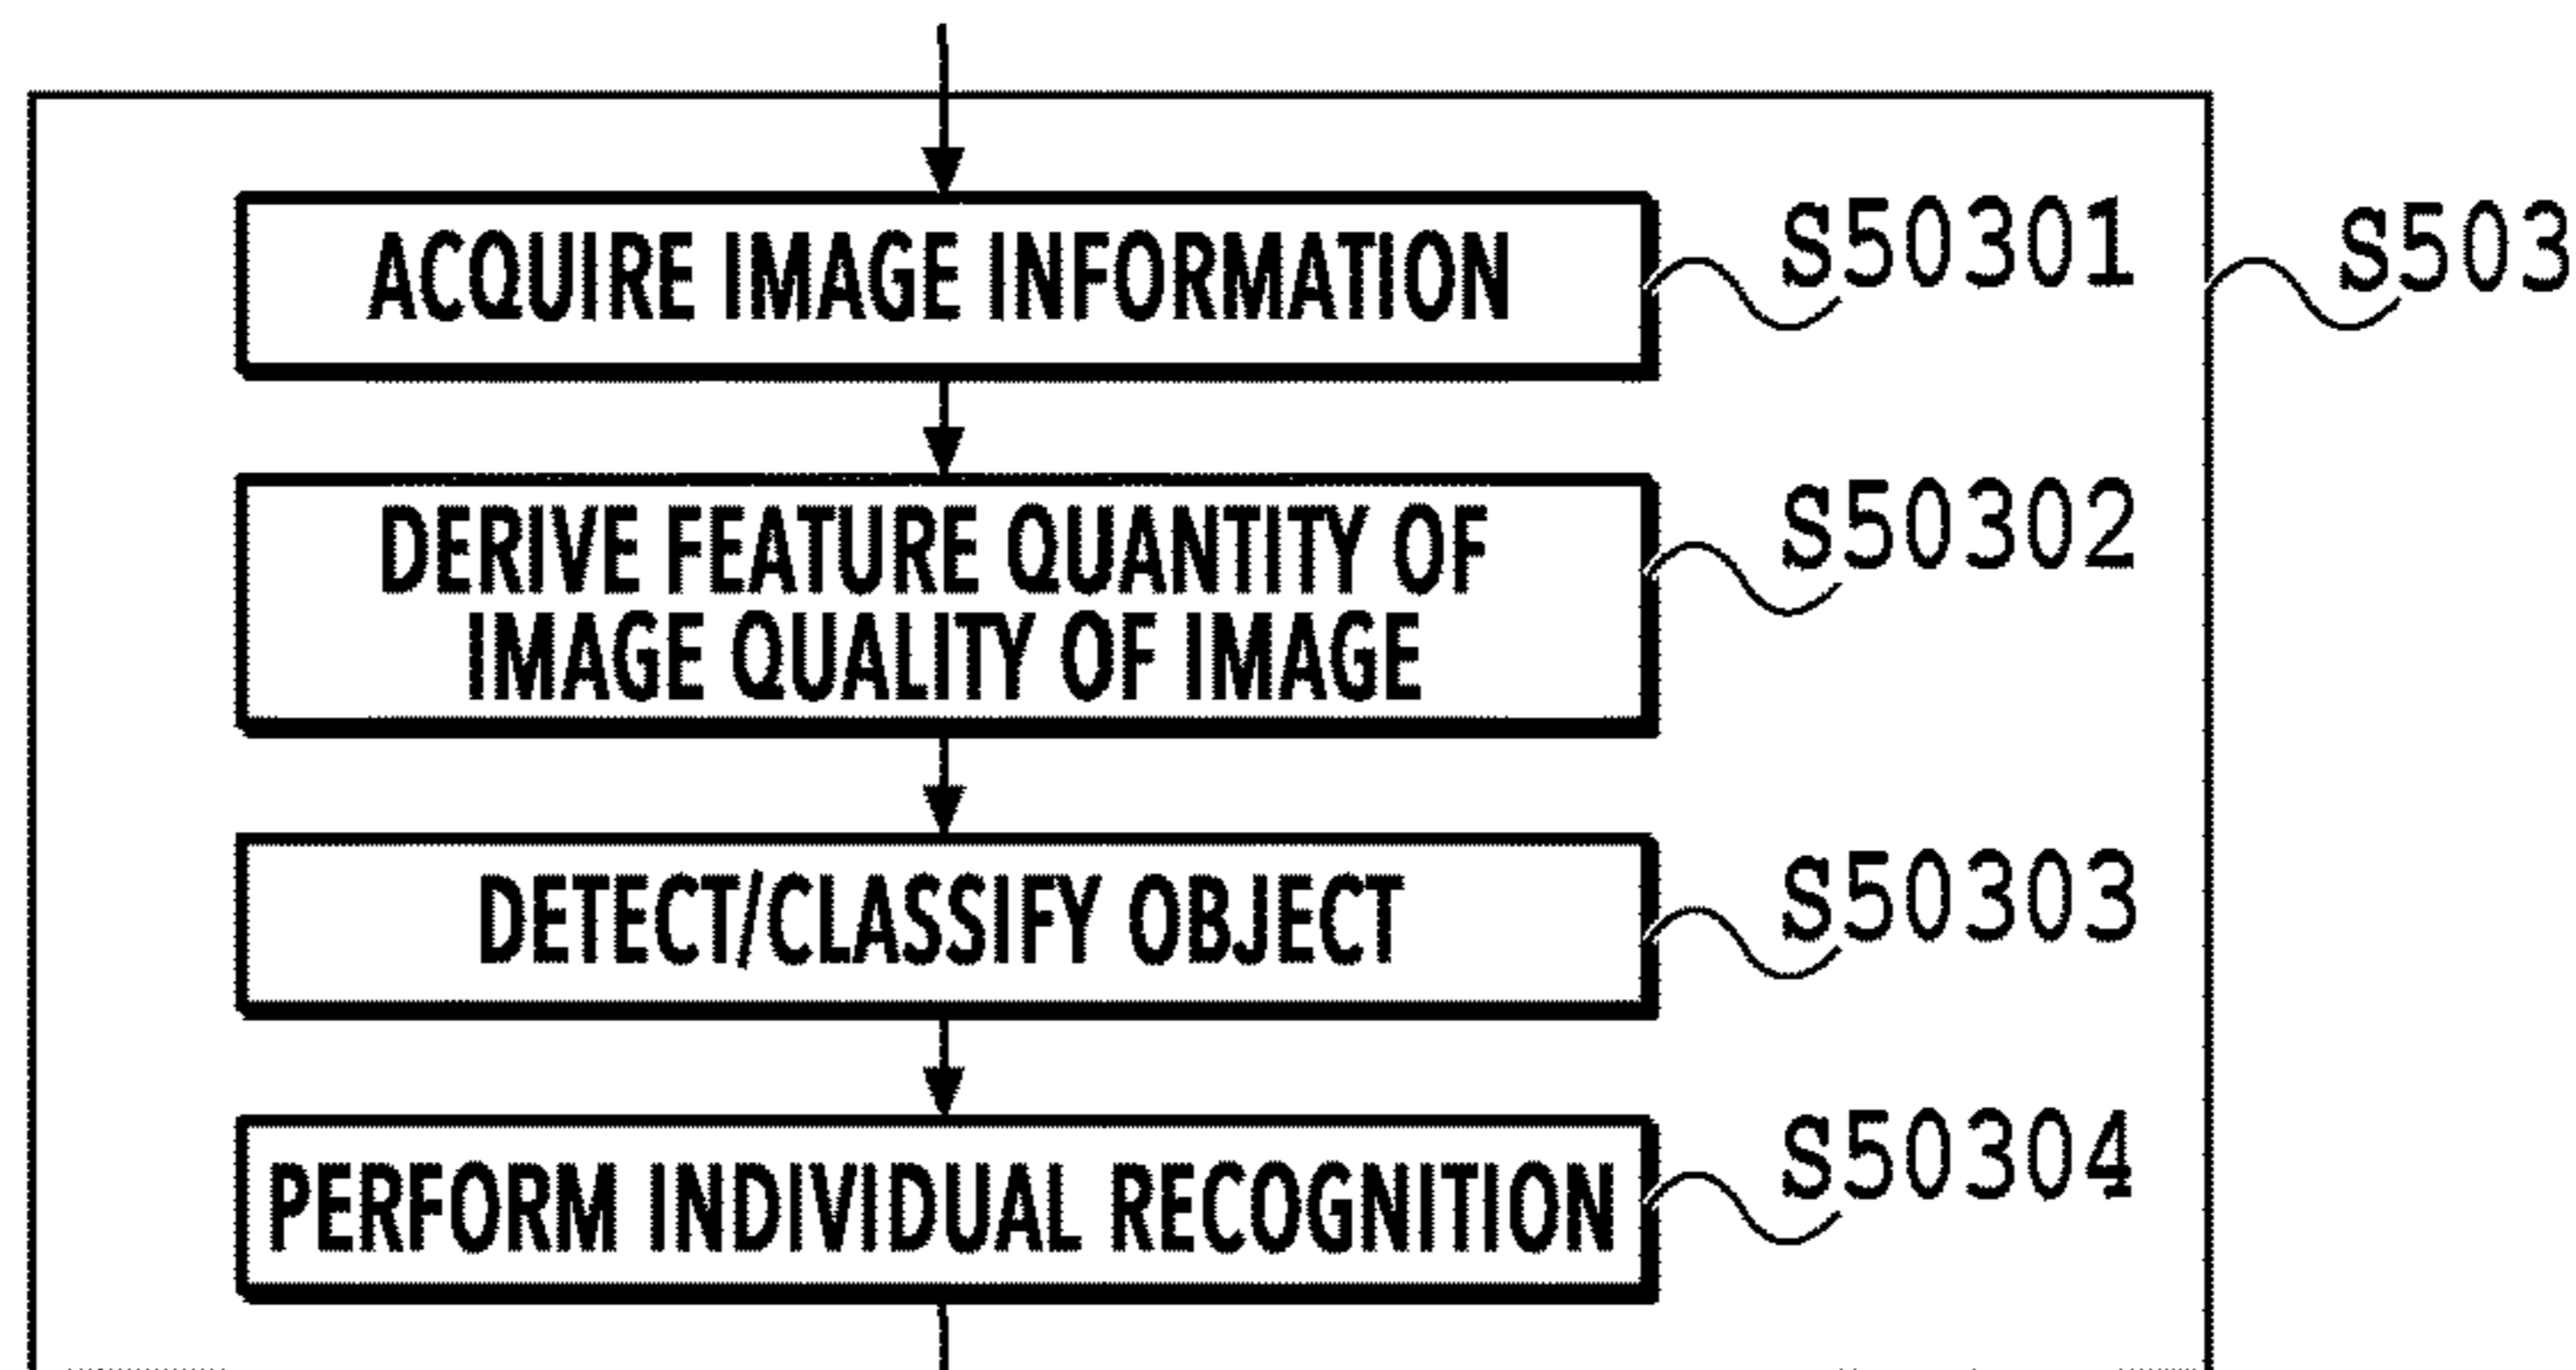 ACQUIRE IMAGE INFORMATION
S50301
S503
DERIVE FEATURE QUANTITY OF
IMAGE QUALITY OF IMAGE
S50302
DETECT/CLASSIFY OBJECT
S50303
PERFORM INDIVIDUAL RECOGNITION
S50304